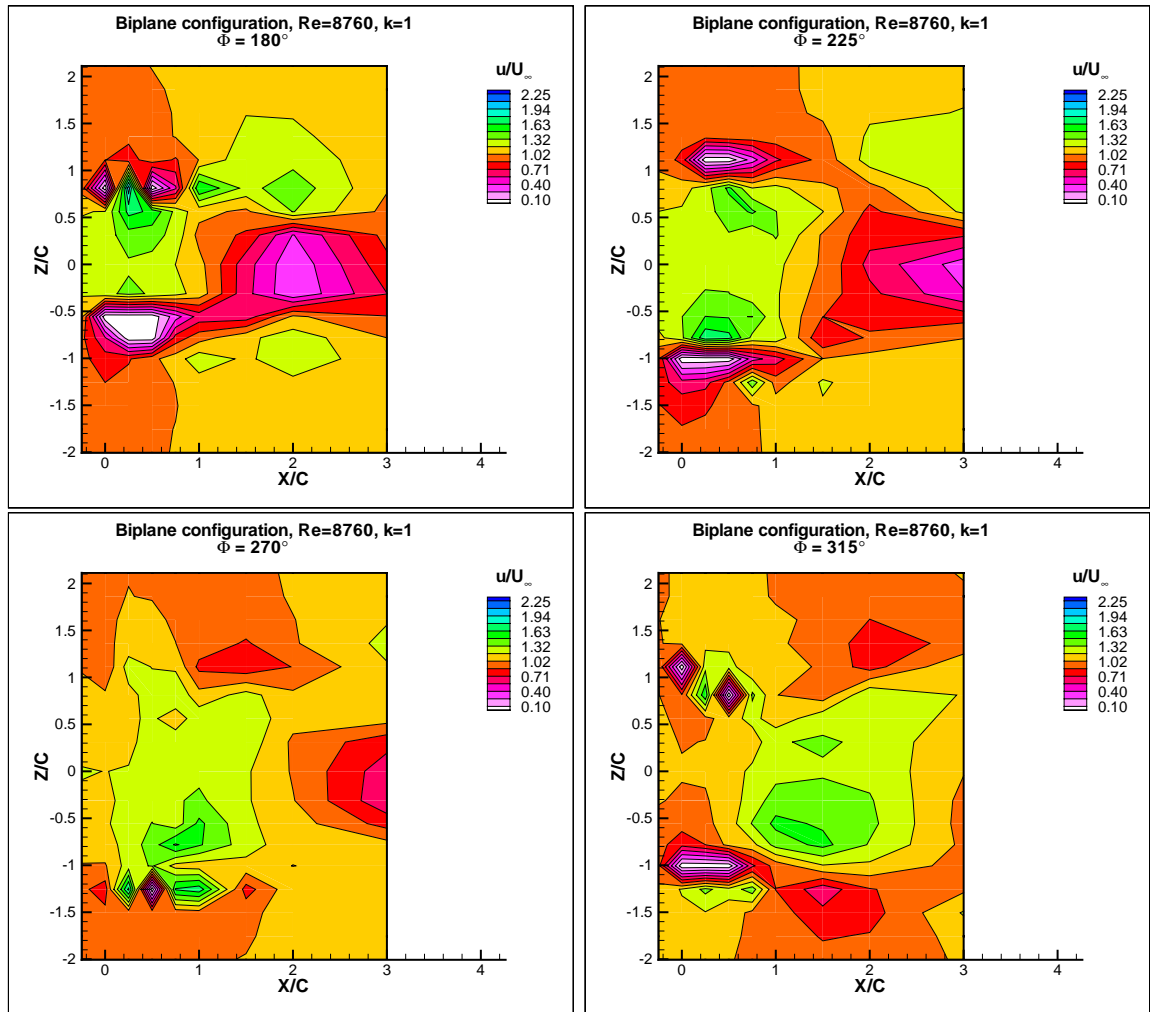 Biplane configuration, Re=8760, k=1
Φ = 180°
u/U∞
2.25
1.94
1.63
1.32
1.02
0.71
0.40
0.10
Z/C
2
1.5
1
0.5
0
-0.5
-1
-1.5
-2
0 1 2 3 4
X/C
Biplane configuration, Re=8760, k=1
Φ = 225°
u/U∞
2.25
1.94
1.63
1.32
1.02
0.71
0.40
0.10
Z/C
2
1.5
1
0.5
0
-0.5
-1
-1.5
-2
0 1 2 3 4
X/C
Biplane configuration, Re=8760, k=1
Φ = 270°
u/U∞
2.25
1.94
1.63
1.32
1.02
0.71
0.40
0.10
Z/C
2
1.5
1
0.5
0
-0.5
-1
-1.5
-2
0 1 2 3 4
X/C
Biplane configuration, Re=8760, k=1
Φ = 315°
u/U∞
2.25
1.94
1.63
1.32
1.02
0.71
0.40
0.10
Z/C
2
1.5
1
0.5
0
-0.5
-1
-1.5
-2
0 1 2 3 4
X/C